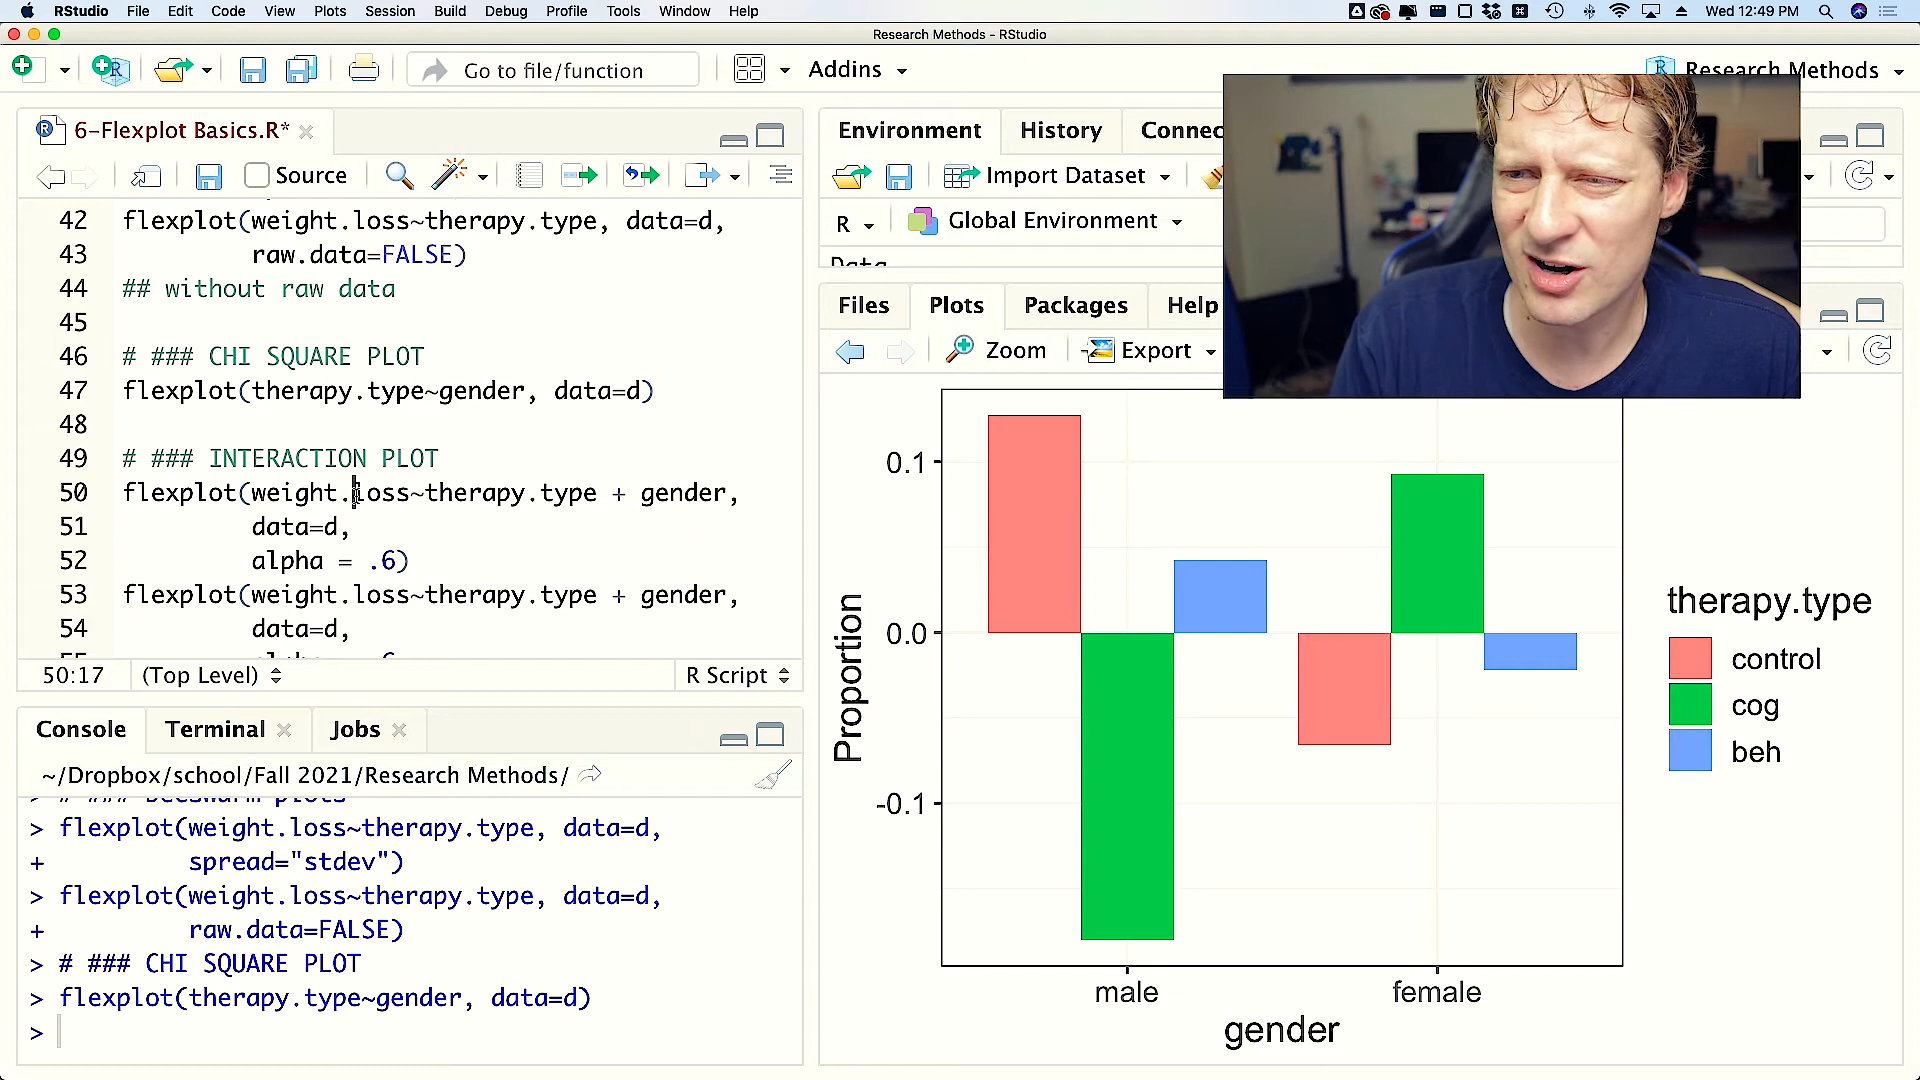 RStudio File Edit Code View Plots Session Build Debug Profile Tools Window Help Wed 12:49 PM
Research Methods - RStudio
Go to file/function Addins Research Methods
6-Flexplot Basics.R*
Source
42 flexplot(weight.loss~therapy.type, data=d,
43 raw.data=FALSE)
44 ## without raw data
45
46 # ### CHI SQUARE PLOT
47 flexplot(therapy.type~gender, data=d)
48
49 # ### INTERACTION PLOT
50 flexplot(weight.loss~therapy.type + gender,
51 data=d,
52 alpha = .6)
53 flexplot(weight.loss~therapy.type + gender,
54 data=d,
50:17 (Top Level) R Script
Console Terminal Jobs
~/Dropbox/school/Fall 2021/Research Methods/
> # ### beeswarm plots
> flexplot(weight.loss~therapy.type, data=d,
+ spread="stdev")
> flexplot(weight.loss~therapy.type, data=d,
+ raw.data=FALSE)
> # ### CHI SQUARE PLOT
> flexplot(therapy.type~gender, data=d)
>
Environment History Connec
Import Dataset
R Global Environment
Data
Files Plots Packages Help
Zoom Export
0.1
0.0
-0.1
Proportion
male female
gender
therapy.type
control
cog
beh